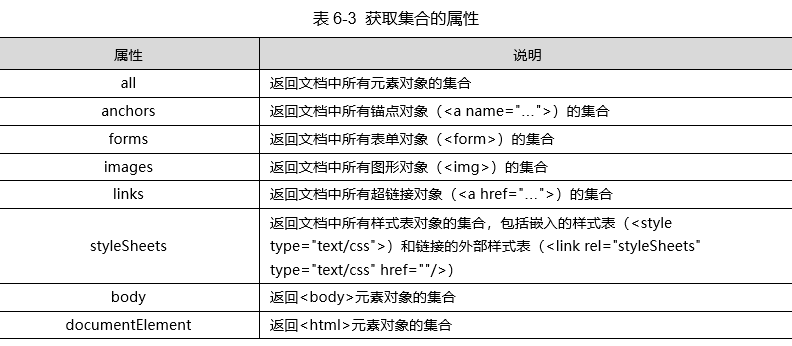 表 6-3 获取集合的属性
属性 说明
all 返回文档中所有元素对象的集合
anchors 返回文档中所有锚点对象（<a name="...">）的集合
forms 返回文档中所有表单对象（<form>）的集合
images 返回文档中所有图形对象（<img>）的集合
links 返回文档中所有超链接对象（<a href="...">）的集合
styleSheets 返回文档中所有样式表对象的集合，包括嵌入的样式表（<style
type="text/css">）和链接的外部样式表（<link rel="styleSheets"
type="text/css" href=""/>）
body 返回<body>元素对象的集合
documentElement 返回<html>元素对象的集合